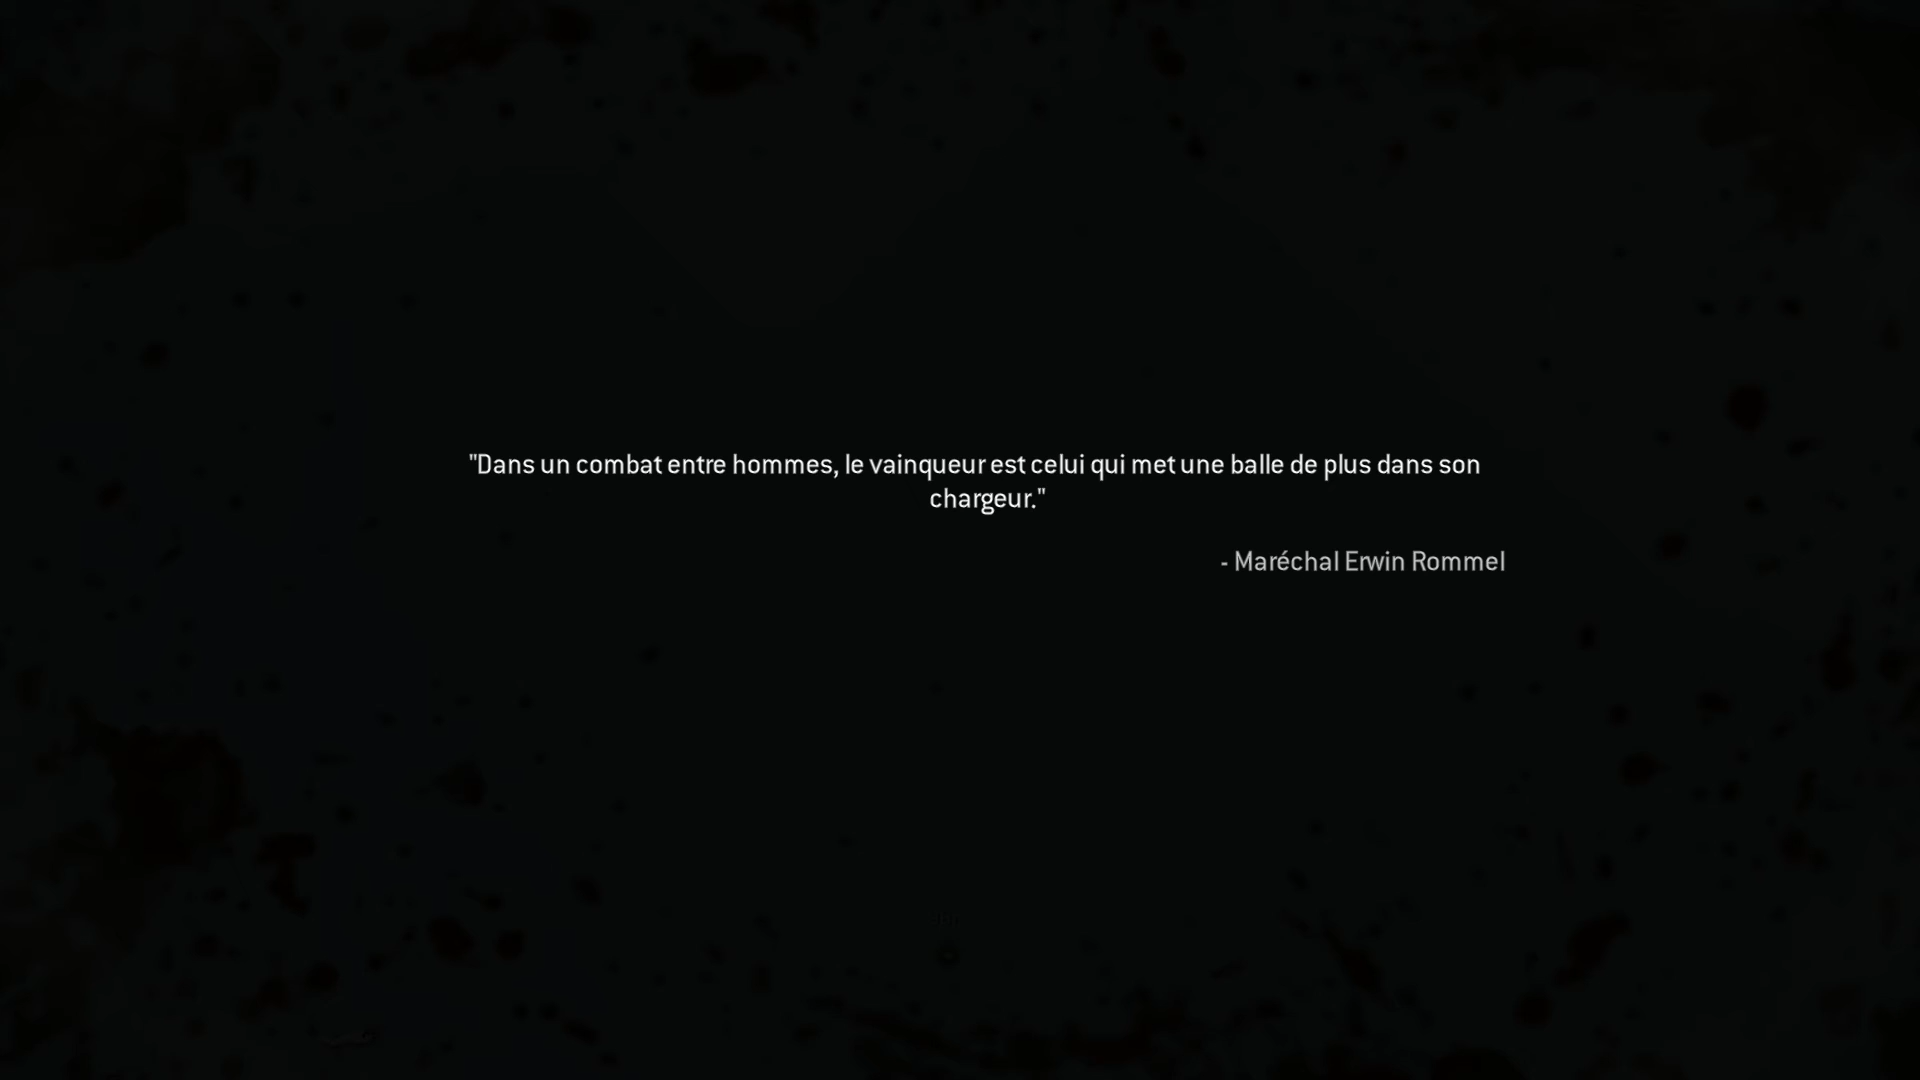 "Dans un combat entre hommes, le vainqueur est celui qui met une balle de plus dans son
chargeur."
- Maréchal Erwin Rommel